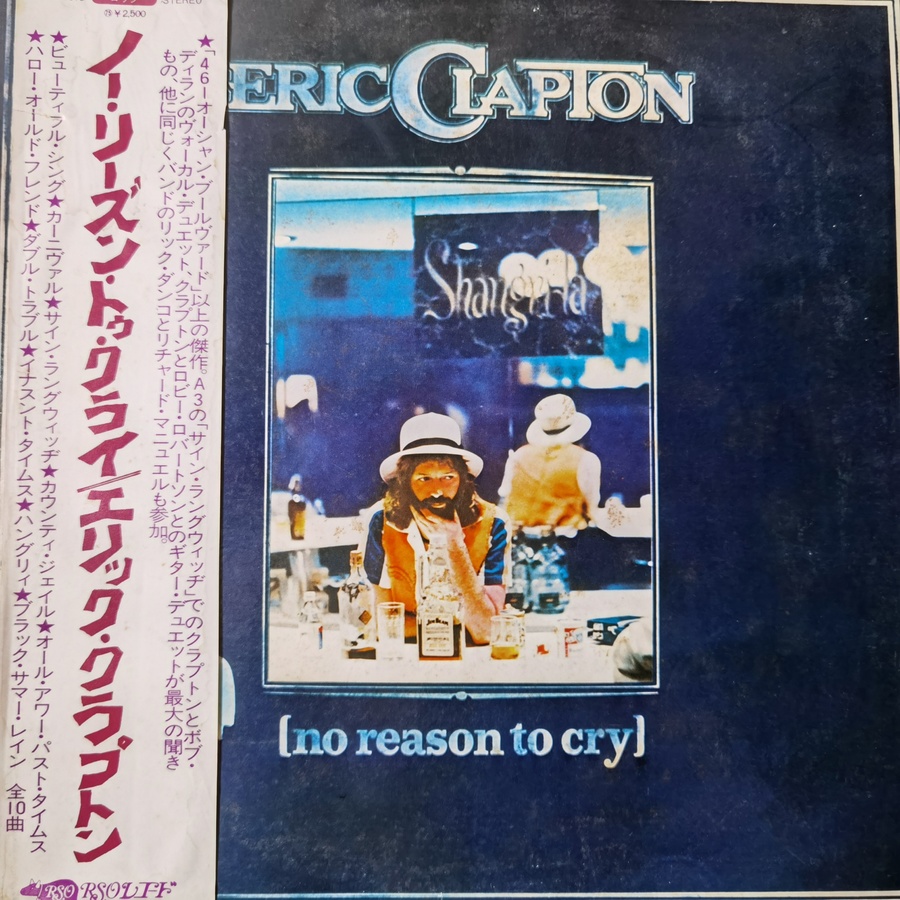 STEREO
¥2,500
★「46オーシャン・ブールヴァード」以上の傑作。A3の「サイン・ラングウィッヂ」でのクラプトンとボブ・
ディランのヴォーカル・デュエット、クラプトンとロビー・ロバートソンとのギター・デュエットが最大の聞き
もの、他に同じくバンドのリック・ダンコとリチャード・マニュエルも参加。
ノー・リーズン・トゥ・クライ/エリック・クラプトン
★ビューティフル・シング★カーニヴァル★サイン・ラングウィッヂ★カウンティ・ジェイル★オール・アワー・パスト・タイムス
★ハロー・オールド・フレンド★ダブル・トラブル★イナスント・タイムス★ハングリィ★ブラック・サマー・レイン 全10曲
RSO RSOレコード
ERIC CLAPTON
Shangri-la
JIM BEAM
[no reason to cry]